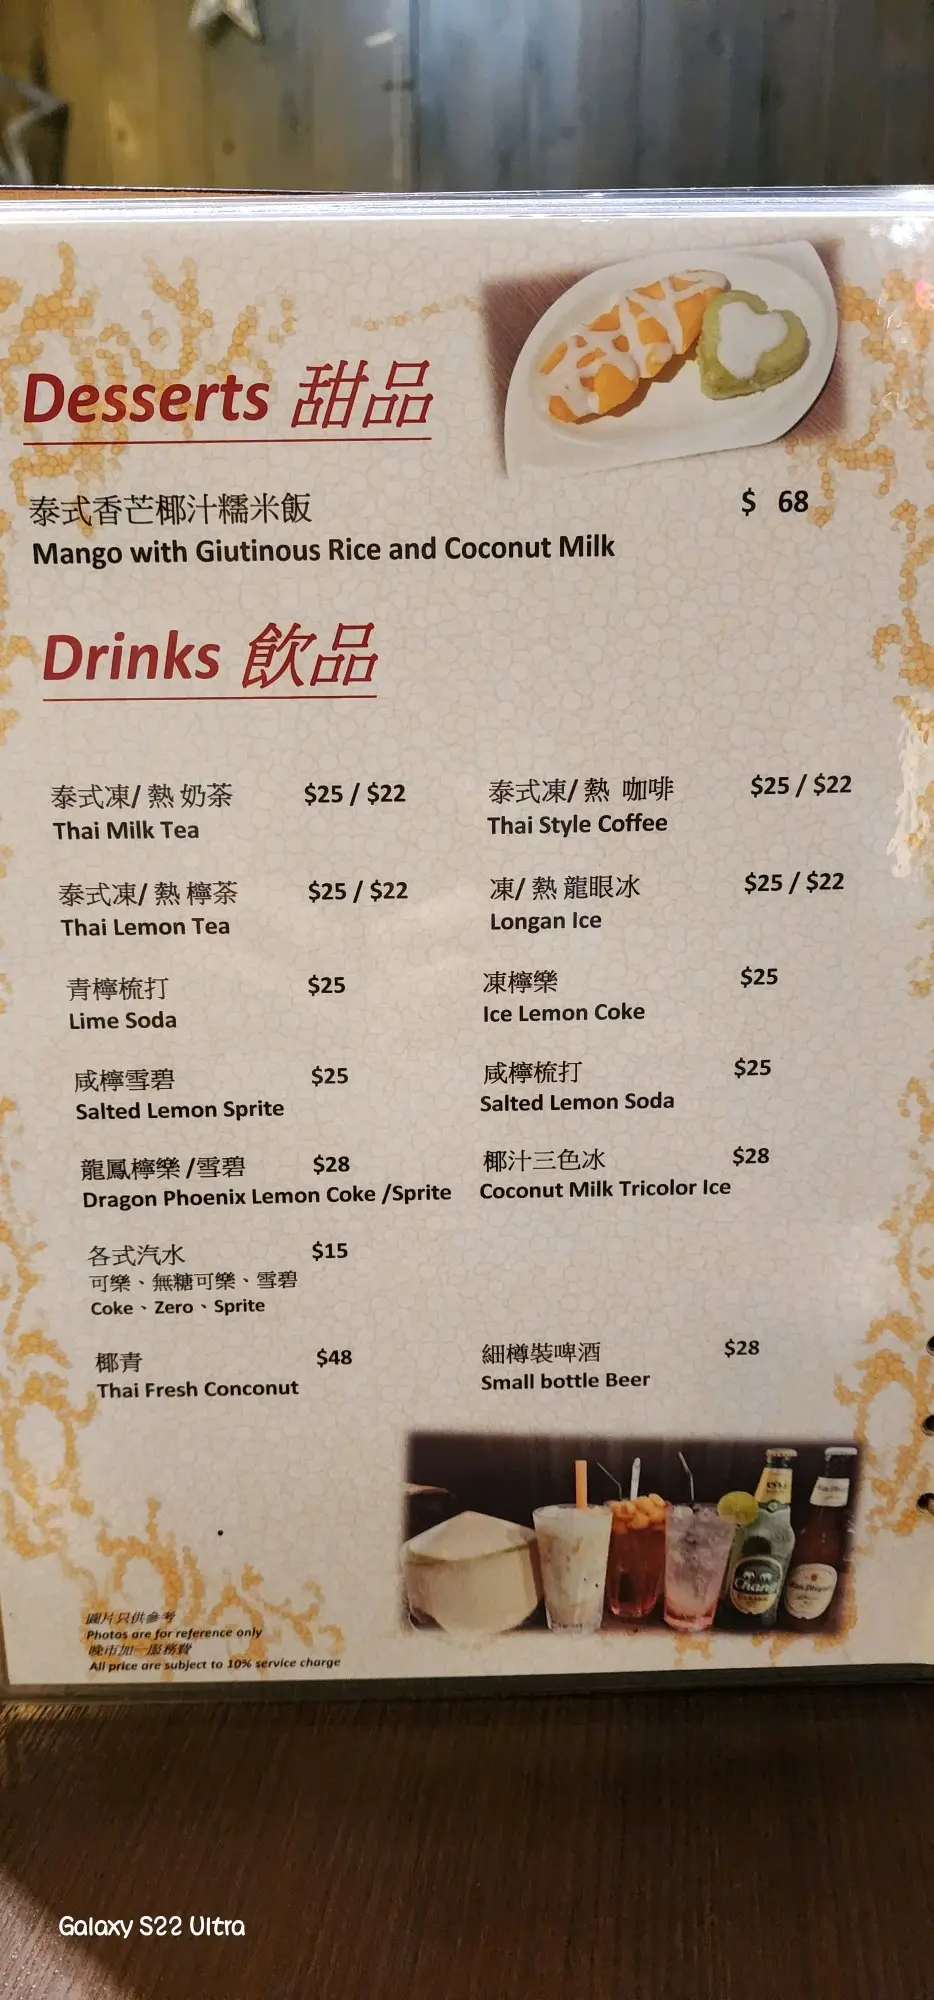 Desserts 甜品
泰式香芒椰汁糯米飯 $ 68
Mango with Giutinous Rice and Coconut Milk
Drinks 飲品
泰式凍/ 熱 奶茶 $25 / $22
Thai Milk Tea
泰式凍/ 熱 咖啡 $25 / $22
Thai Style Coffee
泰式凍/ 熱 檸茶 $25 / $22
Thai Lemon Tea
凍/ 熱 龍眼冰 $25 / $22
Longan Ice
青檸梳打 $25
Lime Soda
凍檸樂 $25
Ice Lemon Coke
咸檸雪碧 $25
Salted Lemon Sprite
咸檸梳打 $25
Salted Lemon Soda
龍鳳檸樂 /雪碧 $28
Dragon Phoenix Lemon Coke /Sprite
椰汁三色冰 $28
Coconut Milk Tricolor Ice
各式汽水 $15
可樂、無糖可樂、雪碧
Coke、Zero、Sprite
椰青 $48
Thai Fresh Conconut
細樽裝啤酒 $28
Small bottle Beer
Chang
圖片只供參考
Photos are for reference only
晚市加一服務費
All price are subject to 10% service charge
Galaxy S22 Ultra